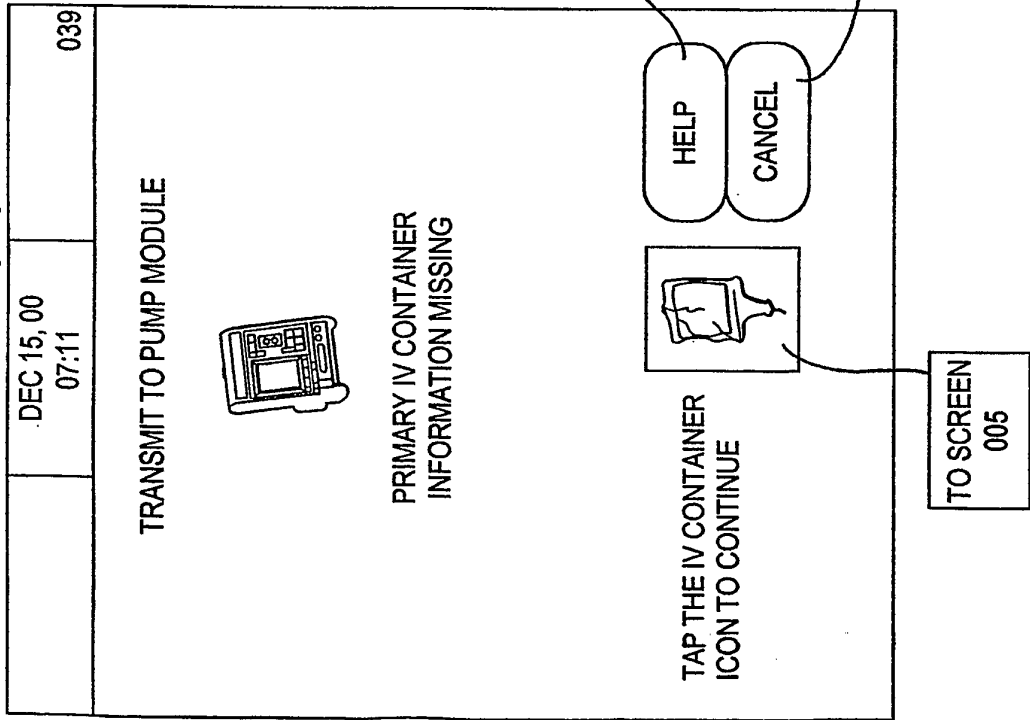 DEC 15, 00
07:11
039
TRANSMIT TO PUMP MODULE
PRIMARY IV CONTAINER
INFORMATION MISSING
TAP THE IV CONTAINER
ICON TO CONTINUE
HELP
CANCEL
TO SCREEN
005